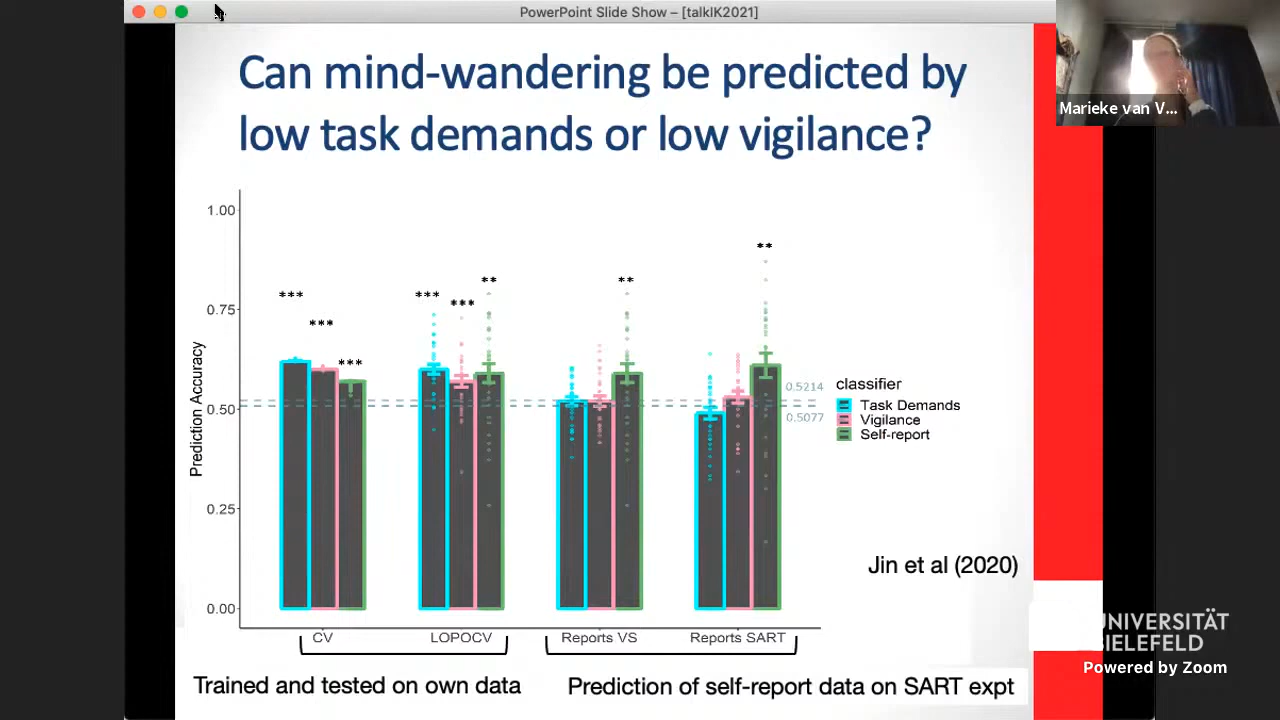 PowerPoint Slide Show – [talkIK2021]
Marieke van V...
Can mind-wandering be predicted by
low task demands or low vigilance?
1.00
0.75
0.50
0.25
0.00
Prediction Accuracy
***
***
***
***
***
**
**
**
0.5214
0.5077
classifier
Task Demands
Vigilance
Self-report
Jin et al (2020)
CV
LOPOCV
Reports VS
Reports SART
Trained and tested on own data
Prediction of self-report data on SART expt
UNIVERSITÄT
BIELEFELD
Powered by Zoom